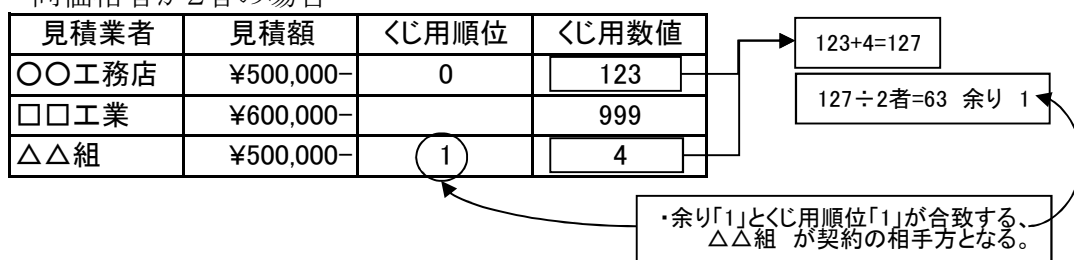 同価格者が2者の場合
見積業者 見積額 くじ用順位 くじ用数値
〇〇工務店 ¥500,000− 0 123
□□工業 ¥600,000− 999
△△組 ¥500,000− 1 4
123+4=127
127÷2者=63 余り 1
・余り「1」とくじ用順位「1」が合致する、
△△組 が契約の相手方となる。